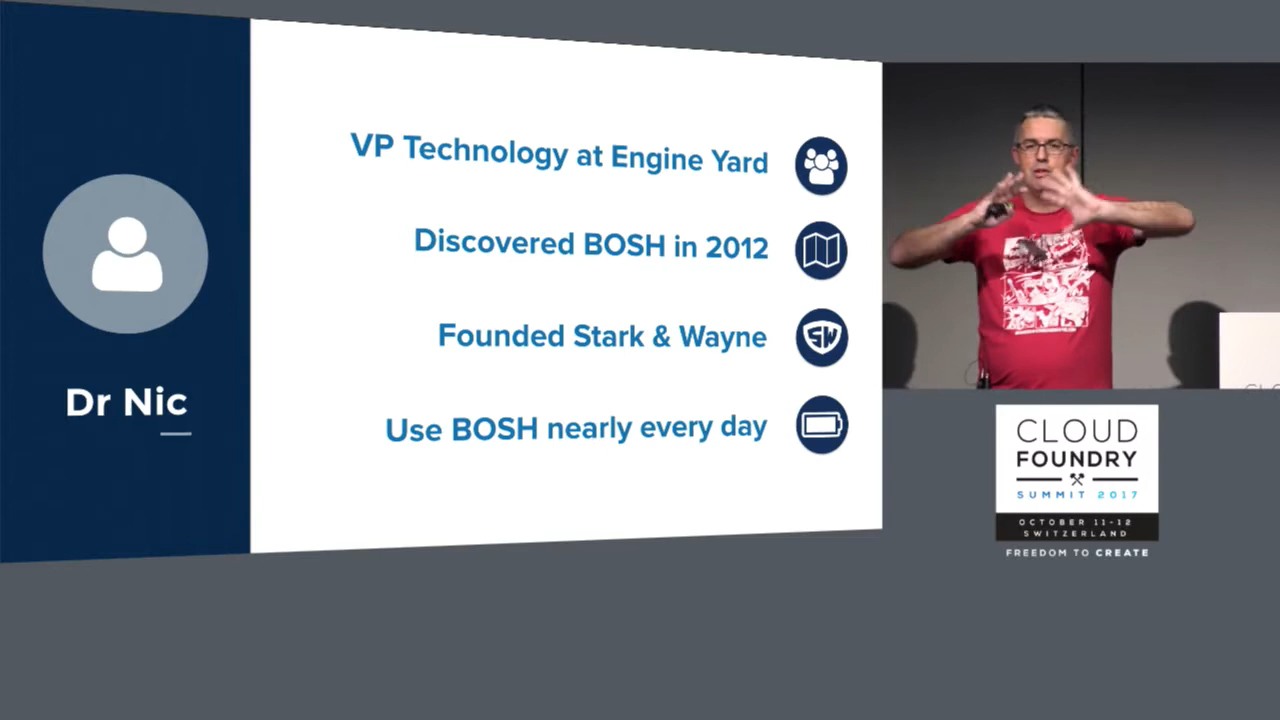 Dr Nic
VP Technology at Engine Yard
Discovered BOSH in 2012
Founded Stark & Wayne
SW
Use BOSH nearly every day
CLOUD
FOUNDRY
SUMMIT 2017
OCTOBER 11-12
SWITZERLAND
FREEDOM TO CREATE